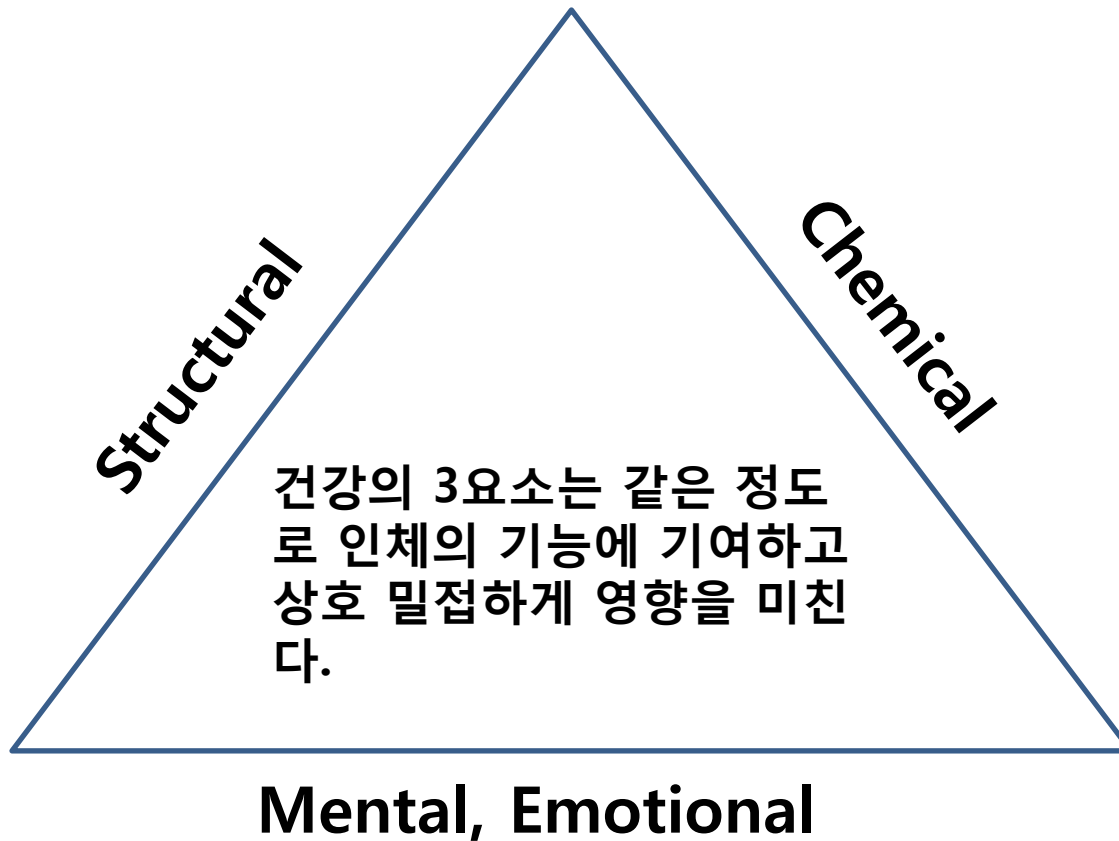 Structural
Chemical
건강의 3요소는 같은 정도
로 인체의 기능에 기여하고
상호 밀접하게 영향을 미친
다.
Mental, Emotional